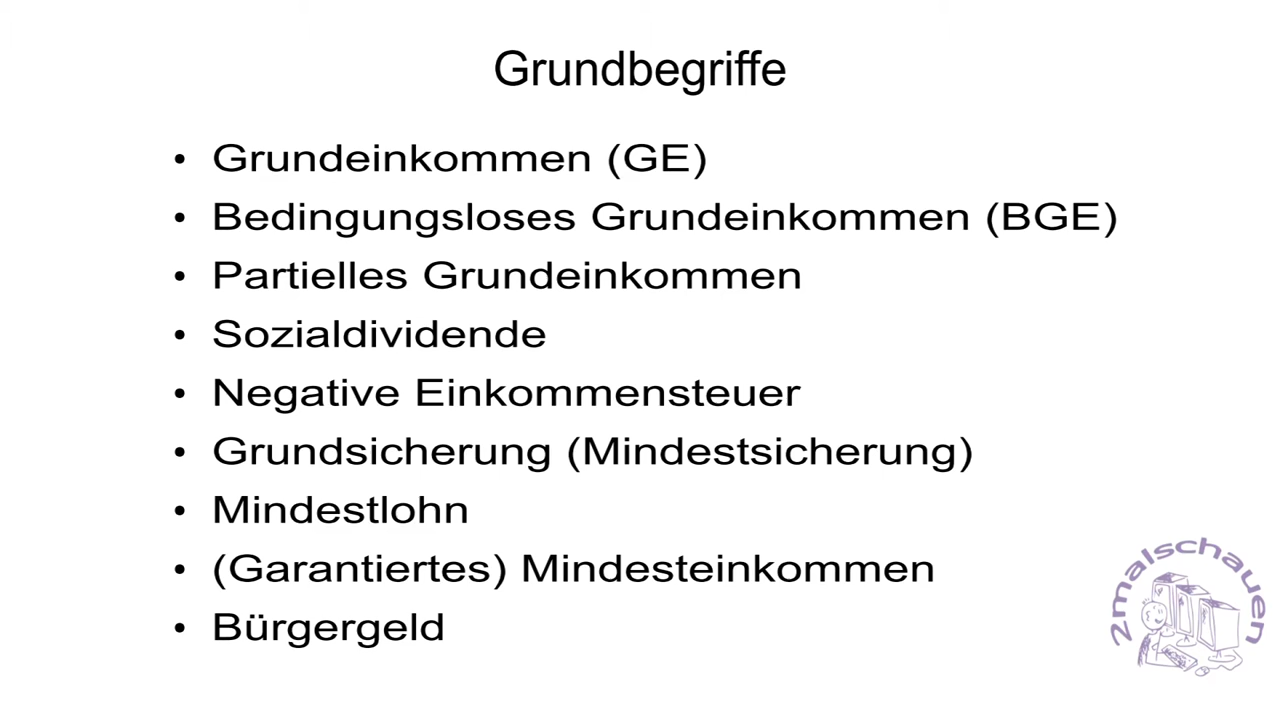 Grundbegriffe
• Grundeinkommen (GE)
• Bedingungsloses Grundeinkommen (BGE)
• Partielles Grundeinkommen
• Sozialdividende
• Negative Einkommensteuer
• Grundsicherung (Mindestsicherung)
• Mindestlohn
• (Garantiertes) Mindesteinkommen
• Bürgergeld
2malschauen